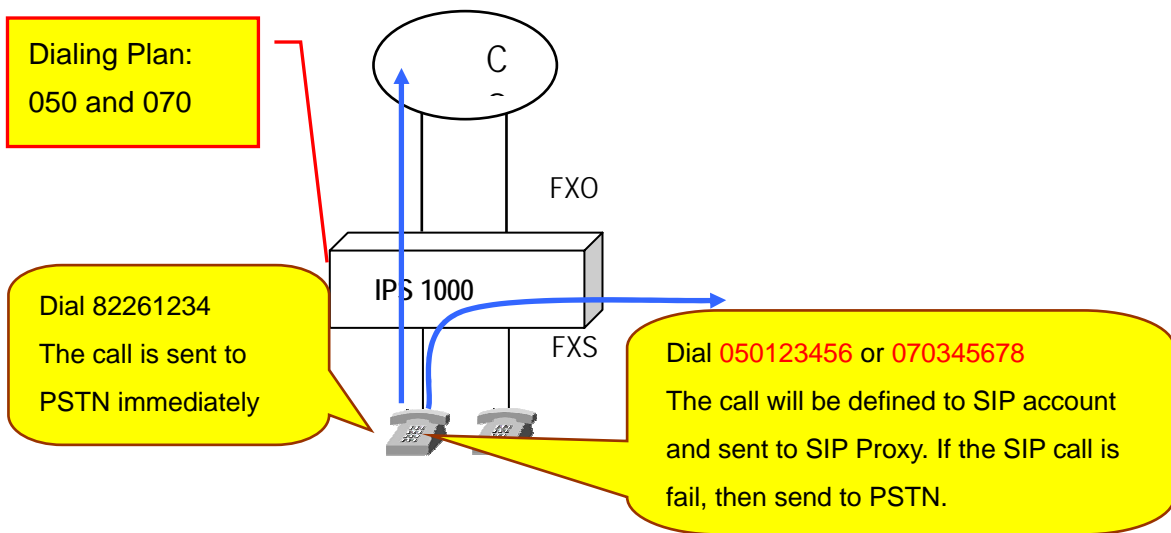 Dialing Plan:
050 and 070
C
FXO
IPS 1000
FXS
Dial 82261234
The call is sent to
PSTN immediately
Dial 050123456 or 070345678
The call will be defined to SIP account
and sent to SIP Proxy. If the SIP call is
fail, then send to PSTN.